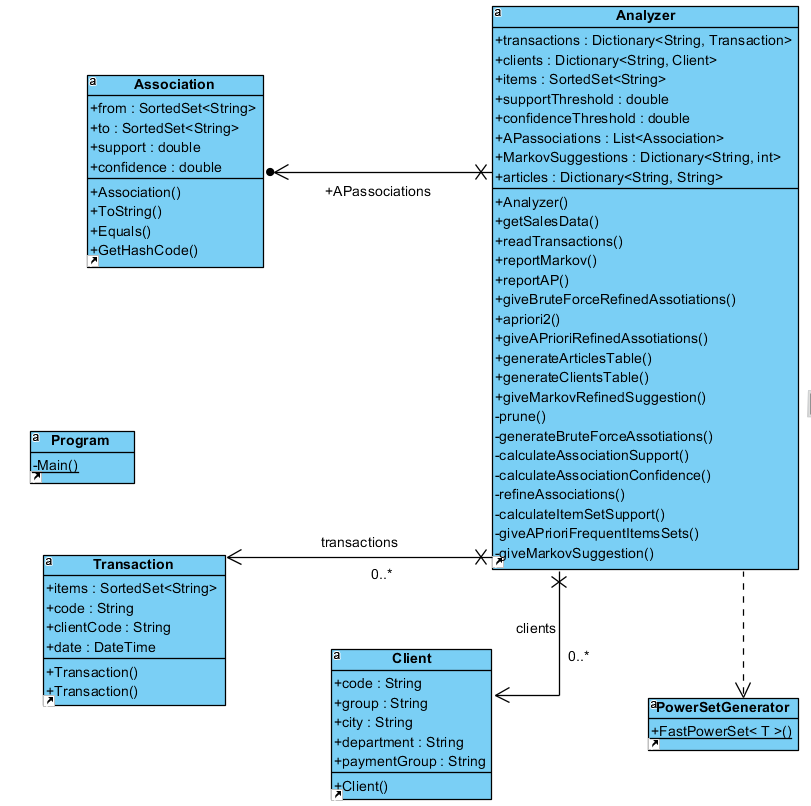 a
Analyzer
+transactions : Dictionary<String, Transaction>
+clients : Dictionary<String, Client>
+items : SortedSet<String>
+supportThreshold : double
+confidenceThreshold : double
+APassociations : List<Association>
+MarkovSuggestions : Dictionary<String, int>
+articles : Dictionary<String, String>
+Analyzer()
+getSalesData()
+readTransactions()
+reportMarkov()
+reportAP()
+giveBruteForceRefinedAssotiations()
+apriori2()
+giveAPrioriRefinedAssotiations()
+generateArticlesTable()
+generateClientsTable()
+giveMarkovRefinedSuggestion()
-prune()
-generateBruteForceAssotiations()
-calculateAssociationSupport()
-calculateAssociationConfidence()
-refineAssociations()
-calculateItemSetSupport()
-giveAPrioriFrequentItemsSets()
-giveMarkovSuggestion()
a
Association
+from : SortedSet<String>
+to : SortedSet<String>
+support : double
+confidence : double
+Association()
+ToString()
+Equals()
+GetHashCode()
+APassociations
a
Program
-Main()
transactions
0..*
a
Transaction
+items : SortedSet<String>
+code : String
+clientCode : String
+date : DateTime
+Transaction()
+Transaction()
clients
0..*
a
Client
+code : String
+group : String
+city : String
+department : String
+paymentGroup : String
+Client()
a
PowerSetGenerator
+FastPowerSet< T >()